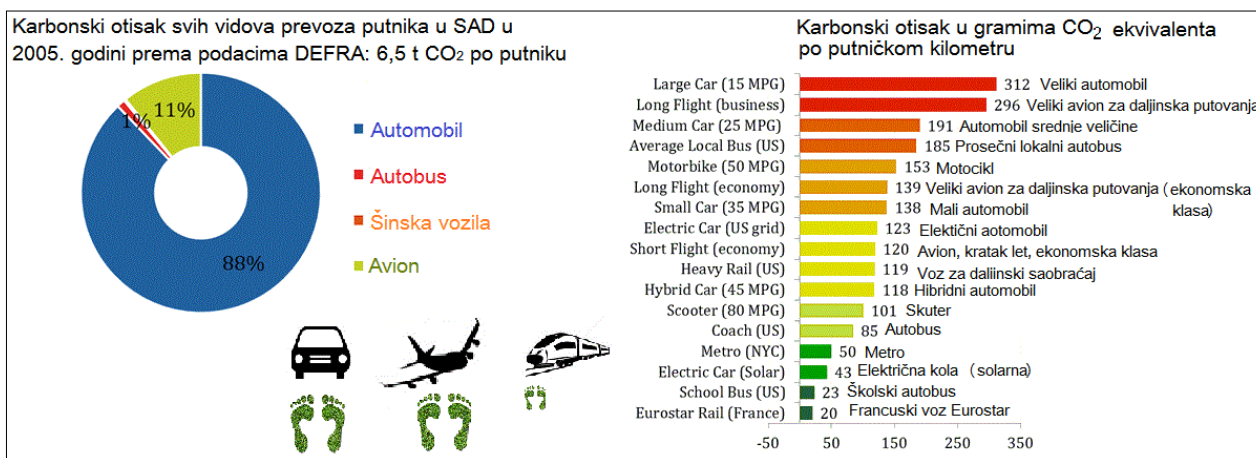 Karbonski otisak svih vidova prevoza putnika u SAD u
2005. godini prema podacima DEFRA: 6,5 t CO₂ po putniku
11%
1%
88%
Automobil
Autobus
Šinska vozila
Avion
Karbonski otisak u gramima CO₂ ekvivalenta
po putničkom kilometru
Large Car (15 MPG) 312 Veliki automobil
Long Flight (business) 296 Veliki avion za daljinska putovanja
Medium Car (25 MPG) 191 Automobil srednje veličine
Average Local Bus (US) 185 Prosečni lokalni autobus
Motorbike (50 MPG) 153 Motocikl
Long Flight (economy) 139 Veliki avion za daljinska putovanja (ekonomska
klasa)
Small Car (35 MPG) 138 Mali automobil
Electric Car (US grid) 123 Elektični aotomobil
Short Flight (economy) 120 Avion, kratak let, ekonomska klasa
Heavy Rail (US) 119 Voz za daliinski saobraćaj
Hybrid Car (45 MPG) 118 Hibridni automobil
Scooter (80 MPG) 101 Skuter
Coach (US) 85 Autobus
Metro (NYC) 50 Metro
Electric Car (Solar) 43 Električna kola (solarna)
School Bus (US) 23 Školski autobus
Eurostar Rail (France) 20 Francuski voz Eurostar
-50 50 150 250 350